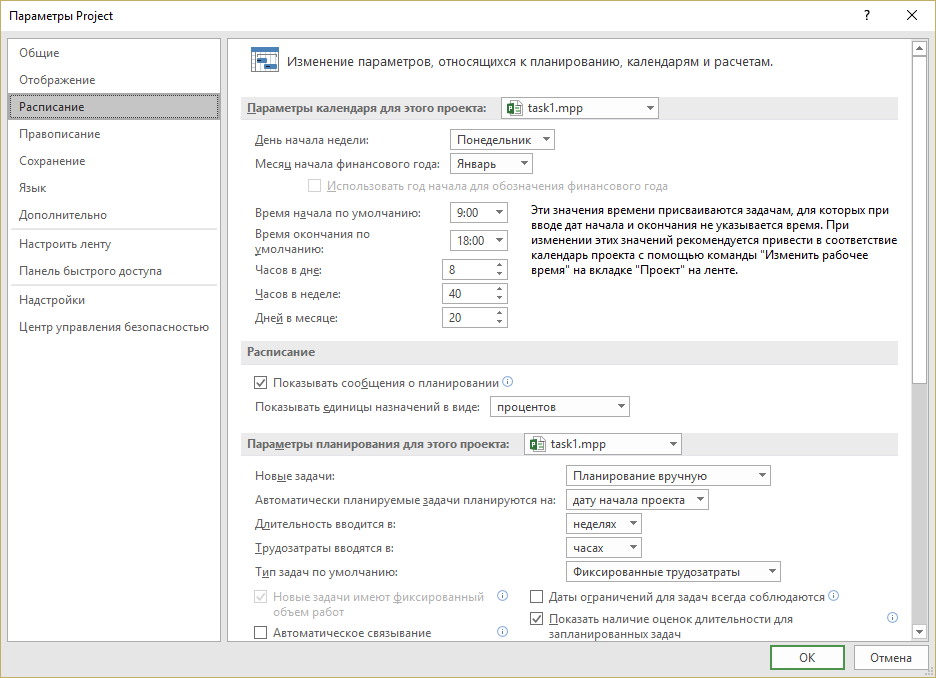 Параметры Project
?
Общие
Отображение
Расписание
Правописание
Сохранение
Язык
Дополнительно
Настроить ленту
Панель быстрого доступа
Надстройки
Центр управления безопасностью
Изменение параметров, относящихся к планированию, календарям и расчетам.
Параметры календаря для этого проекта: task1.mpp
День начала недели: Понедельник
Месяц начала финансового года: Январь
Использовать год начала для обозначения финансового года
Время начала по умолчанию: 9:00
Время окончания по
умолчанию: 18:00
Эти значения времени присваиваются задачам, для которых при
вводе дат начала и окончания не указывается время. При
изменении этих значений рекомендуется привести в соответствие
календарь проекта с помощью команды "Изменить рабочее
время" на вкладке "Проект" на ленте.
Часов в дне: 8
Часов в неделе: 40
Дней в месяце: 20
Расписание
Показывать сообщения о планировании
Показывать единицы назначений в виде: процентов
Параметры планирования для этого проекта: task1.mpp
Новые задачи: Планирование вручную
Автоматически планируемые задачи планируются на: дату начала проекта
Длительность вводится в: неделях
Трудозатраты вводятся в: часах
Тип задач по умолчанию: Фиксированные трудозатраты
Новые задачи имеют фиксированный
объем работ
Даты ограничений для задач всегда соблюдаются
Показать наличие оценок длительности для
запланированных задач
Автоматическое связывание
ОК
Отмена